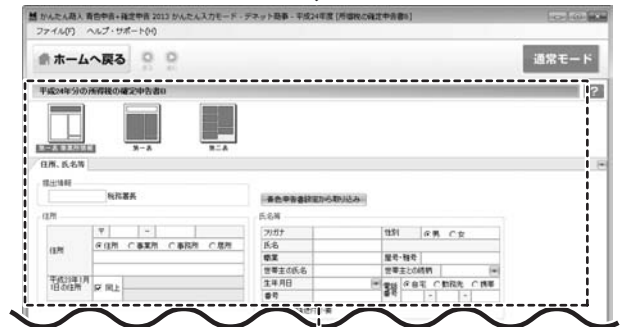 かんたん商人 青色申告+確定申告 2013 かんたん入力モード - デネット商事 - 平成24年度 [所得税の確定申告書B]
ファイル(F) ヘルプ・サポート(H)
ホームへ戻る
通常モード
平成24年分の所得税の確定申告書B
?
第一表 事業所情報 第一表 第二表
住所、氏名等
提出情報
税務署長
青色申告書設定から取り込み
住所
氏名等
〒 -
フリガナ
性別 男 女
住所
住所 事業所 事務所 居所
氏名
職業
屋号・雅号
世帯主の氏名
世帯主との続柄
平成25年1月
1日の住所
同上
生年月日
電話
番号
自宅 勤務先 携帯
番号
- -